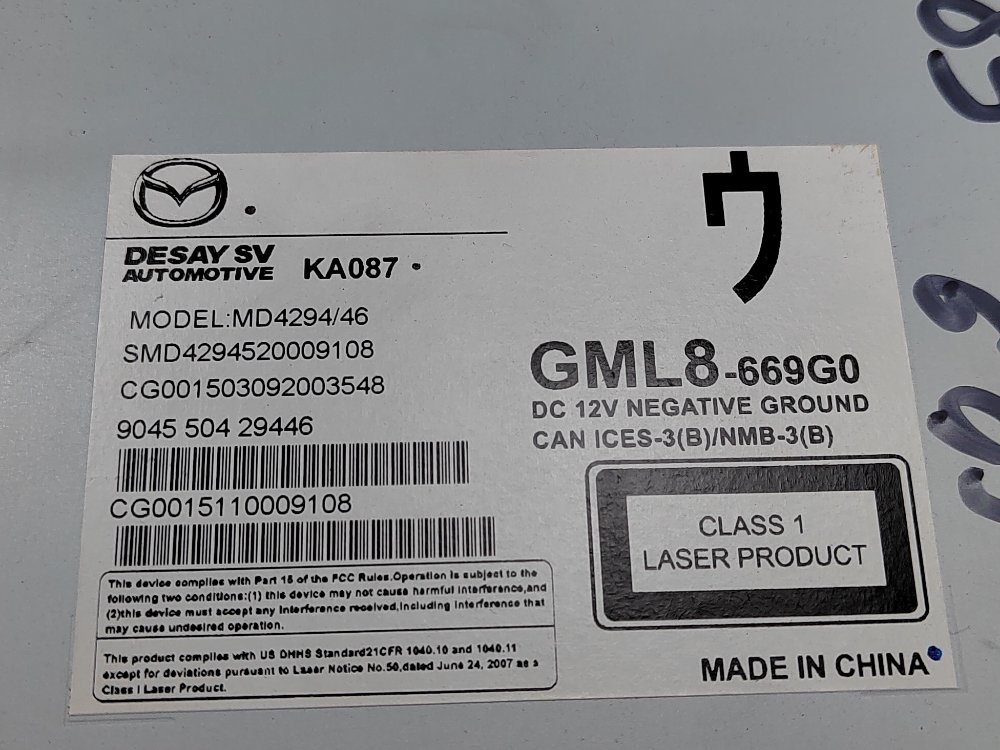 ウ
DESAY SV
AUTOMOTIVE
KA087
MODEL:MD4294/46
SMD4294520009108
CG001503092003548
9045 504 29446
CG0015110009108
GML8-669G0
DC 12V NEGATIVE GROUND
CAN ICES-3(B)/NMB-3(B)
CLASS 1
LASER PRODUCT
This device complies with Part 15 of the FCC Rules.Operation is subject to the
following two conditions:(1) this device may not cause harmful interference,and
(2)this device must accept any interference received,including interference that
may cause undesired operation.
This product complies with US DHHS Standard21CFR 1040.10 and 1040.11
except for deviations pursuant to Laser Notice No.50,dated June 24, 2007 as a
Class I Laser Product.
MADE IN CHINA